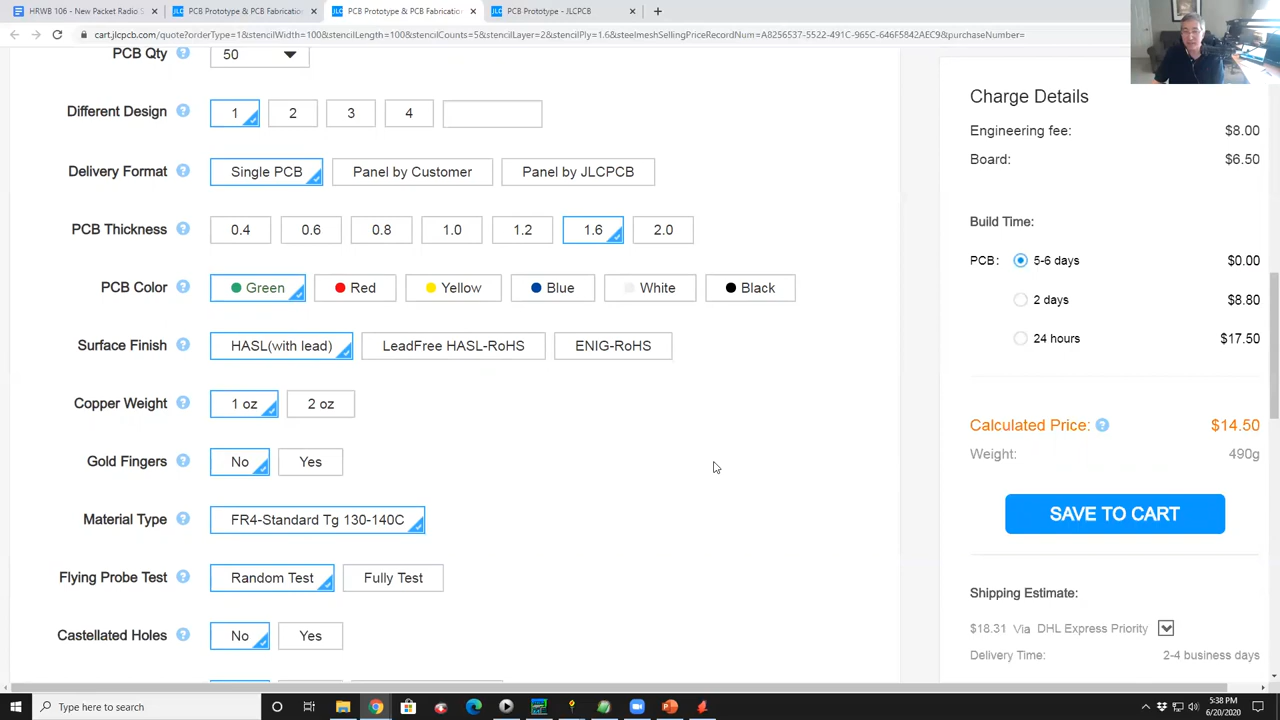 HRWB 106 - New Packet Radio S
JLC PCB Prototype & PCB Fabrication
JLC PCB Prototype & PCB Fabrication
JLC PCB Prototype - JLCPCB
cart.jlcpcb.com/quote?orderType=1&stencilWidth=100&stencilLength=100&stencilCounts=5&stencilLayer=2&stencilPly=1.6&steelmeshSellingPriceRecordNum=A8256537-5522-491C-965C-646F5842AEC9&purchaseNumber=
PCB Qty ? 50
Different Design ? 1 2 3 4
Delivery Format ? Single PCB Panel by Customer Panel by JLCPCB
PCB Thickness ? 0.4 0.6 0.8 1.0 1.2 1.6 2.0
PCB Color ? Green Red Yellow Blue White Black
Surface Finish ? HASL(with lead) LeadFree HASL-RoHS ENIG-RoHS
Copper Weight ? 1 oz 2 oz
Gold Fingers ? No Yes
Material Type ? FR4-Standard Tg 130-140C
Flying Probe Test ? Random Test Fully Test
Castellated Holes ? No Yes
Charge Details
Engineering fee: $8.00
Board: $6.50
Build Time:
PCB: 5-6 days $0.00
2 days $8.80
24 hours $17.50
Calculated Price: ? $14.50
Weight: 490g
SAVE TO CART
Shipping Estimate:
$18.31 Via DHL Express Priority
Delivery Time: 2-4 business days
Type here to search
5:38 PM
6/20/2020